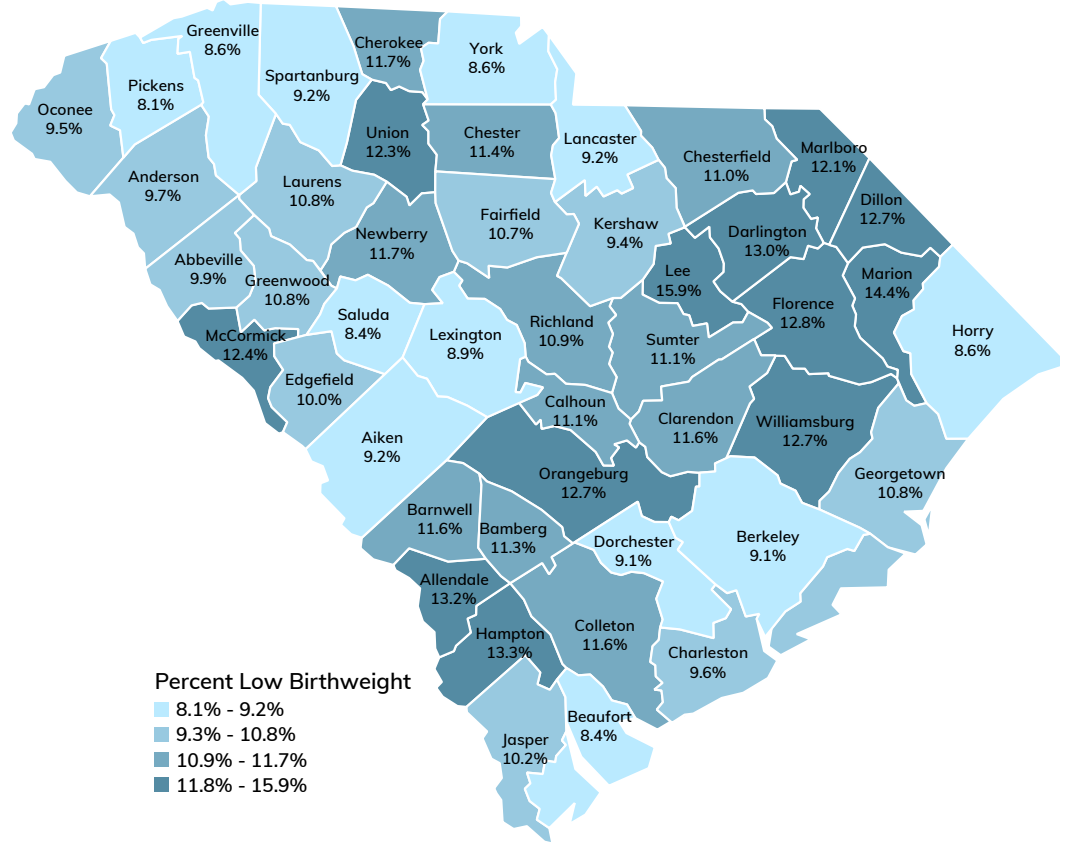 Greenville
8.6%
Cherokee
11.7%
York
8.6%
Spartanburg
9.2%
Pickens
8.1%
Oconee
9.5%
Union
12.3%
Chester
11.4%
Lancaster
9.2%
Chesterfield
11.0%
Marlboro
12.1%
Anderson
9.7%
Laurens
10.8%
Dillon
12.7%
Fairfield
10.7%
Kershaw
9.4%
Darlington
13.0%
Newberry
11.7%
Abbeville
9.9%
Greenwood
10.8%
Lee
15.9%
Marion
14.4%
Florence
12.8%
Saluda
8.4%
Richland
10.9%
Horry
8.6%
McCormick
12.4%
Lexington
8.9%
Sumter
11.1%
Edgefield
10.0%
Calhoun
11.1%
Clarendon
11.6%
Williamsburg
12.7%
Aiken
9.2%
Orangeburg
12.7%
Georgetown
10.8%
Barnwell
11.6%
Bamberg
11.3%
Dorchester
9.1%
Berkeley
9.1%
Allendale
13.2%
Hampton
13.3%
Colleton
11.6%
Charleston
9.6%
Beaufort
8.4%
Jasper
10.2%
Percent Low Birthweight
8.1% - 9.2%
9.3% - 10.8%
10.9% - 11.7%
11.8% - 15.9%